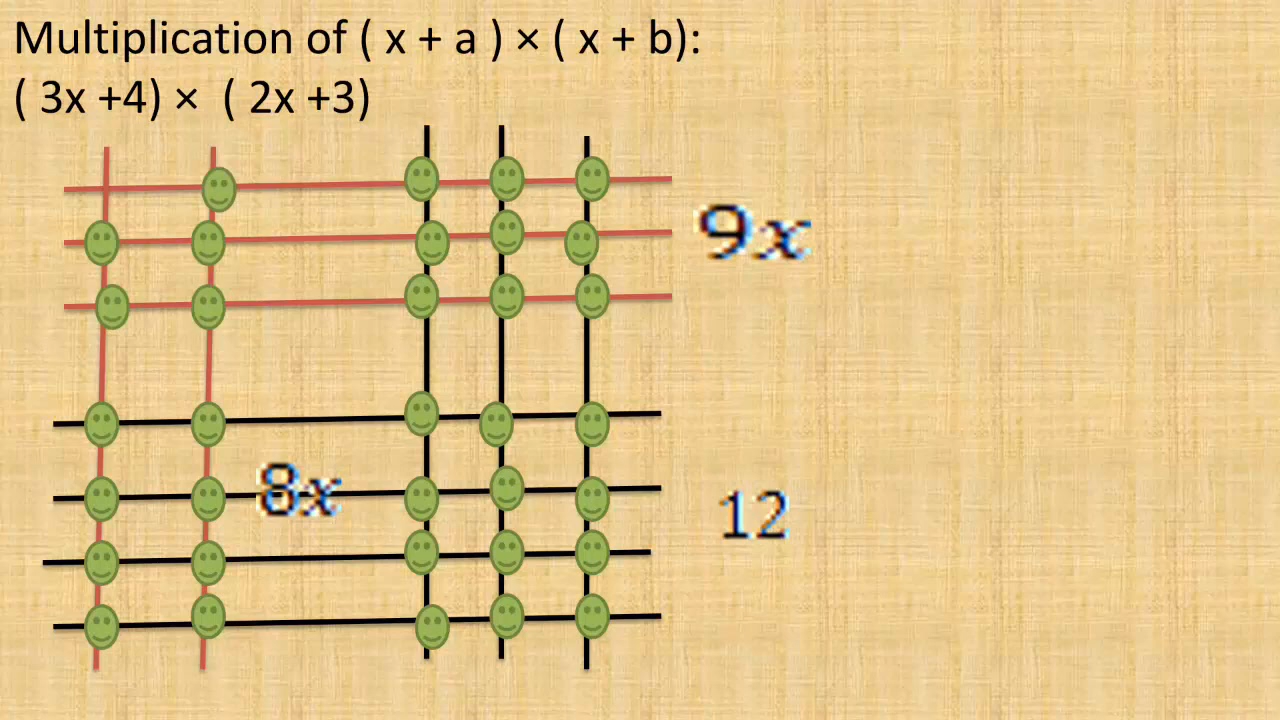 Multiplication of ( x + a ) × ( x + b):
( 3x +4) × ( 2x +3)
9x
8x
12